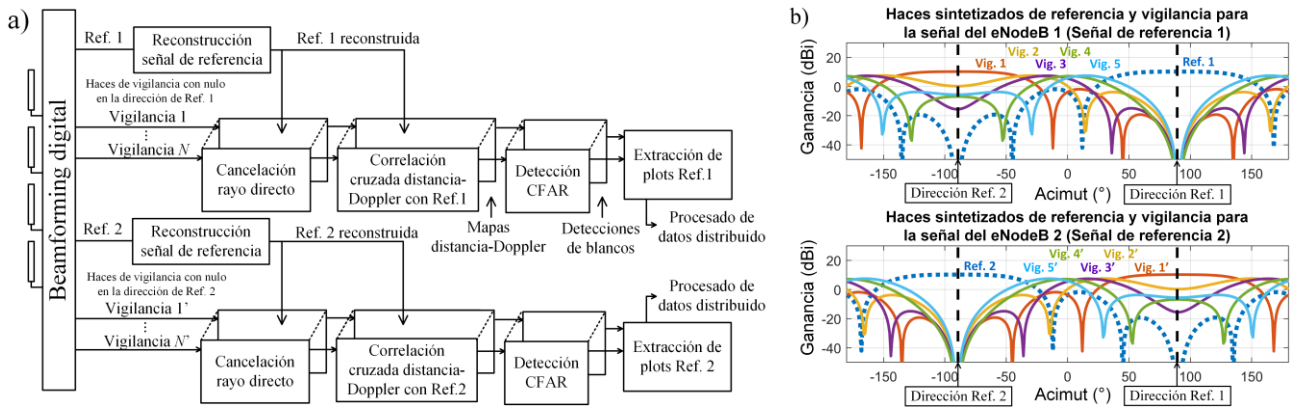 a)
Beamforming digital
Ref. 1
Reconstrucción
señal de referencia
Ref. 1 reconstruida
Haces de vigilancia con nulo
en la dirección de Ref. 1
Vigilancia 1
⋮
Vigilancia N
Cancelación
rayo directo
Correlación
cruzada distancia-
Doppler con Ref.1
Detección
CFAR
Extracción de
plots Ref.1
Mapas
distancia-Doppler
Detecciones
de blancos
Procesado de
datos distribuido
Ref. 2
Reconstrucción
señal de referencia
Ref. 2 reconstruida
Haces de vigilancia con nulo
en la dirección de Ref. 2
Vigilancia 1'
⋮
Vigilancia N'
Cancelación
rayo directo
Correlación
cruzada distancia-
Doppler con Ref.2
Detección
CFAR
Procesado de
datos distribuido
Extracción de
plots Ref. 2
b)
Haces sintetizados de referencia y vigilancia para
la señal del eNodeB 1 (Señal de referencia 1)
Ganancia (dBi)
20
0
-20
-40
Vig. 1
Vig. 2
Vig. 3
Vig. 4
Vig. 5
Ref. 1
-150 -100 -50 0 50 100 150
Dirección Ref. 2
Acimut (°)
Dirección Ref. 1
Haces sintetizados de referencia y vigilancia para
la señal del eNodeB 2 (Señal de referencia 2)
Ganancia (dBi)
20
0
-20
-40
Ref. 2
Vig. 5'
Vig. 4'
Vig. 3'
Vig. 2'
Vig. 1'
-150 -100 -50 0 50 100 150
Dirección Ref. 2
Acimut (°)
Dirección Ref. 1